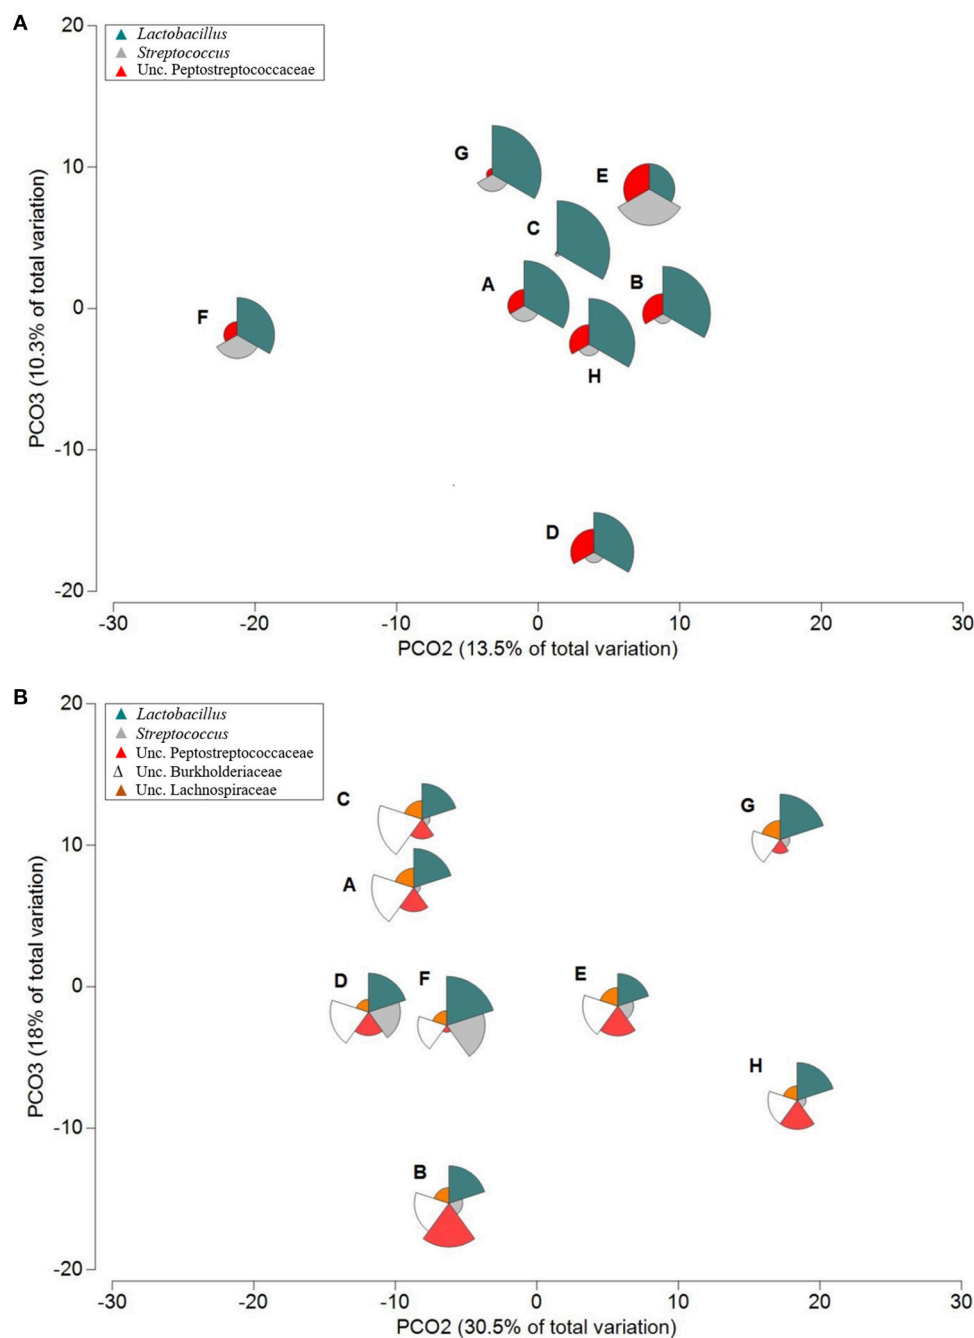 A
20
Lactobacillus
Streptococcus
Unc. Peptostreptococcaceae
G
E
10
C
A
B
F
0
H
PCO3 (10.3% of total variation)
-10
D
-20
-30 -20 -10 0 10 20 30
PCO2 (13.5% of total variation)
B
20
Lactobacillus
Streptococcus
Unc. Peptostreptococcaceae
Unc. Burkholderiaceae
Unc. Lachnospiraceae
C
G
10
A
D F E
0
PCO3 (18% of total variation)
H
-10
B
-20
-30 -20 -10 0 10 20 30
PCO2 (30.5% of total variation)